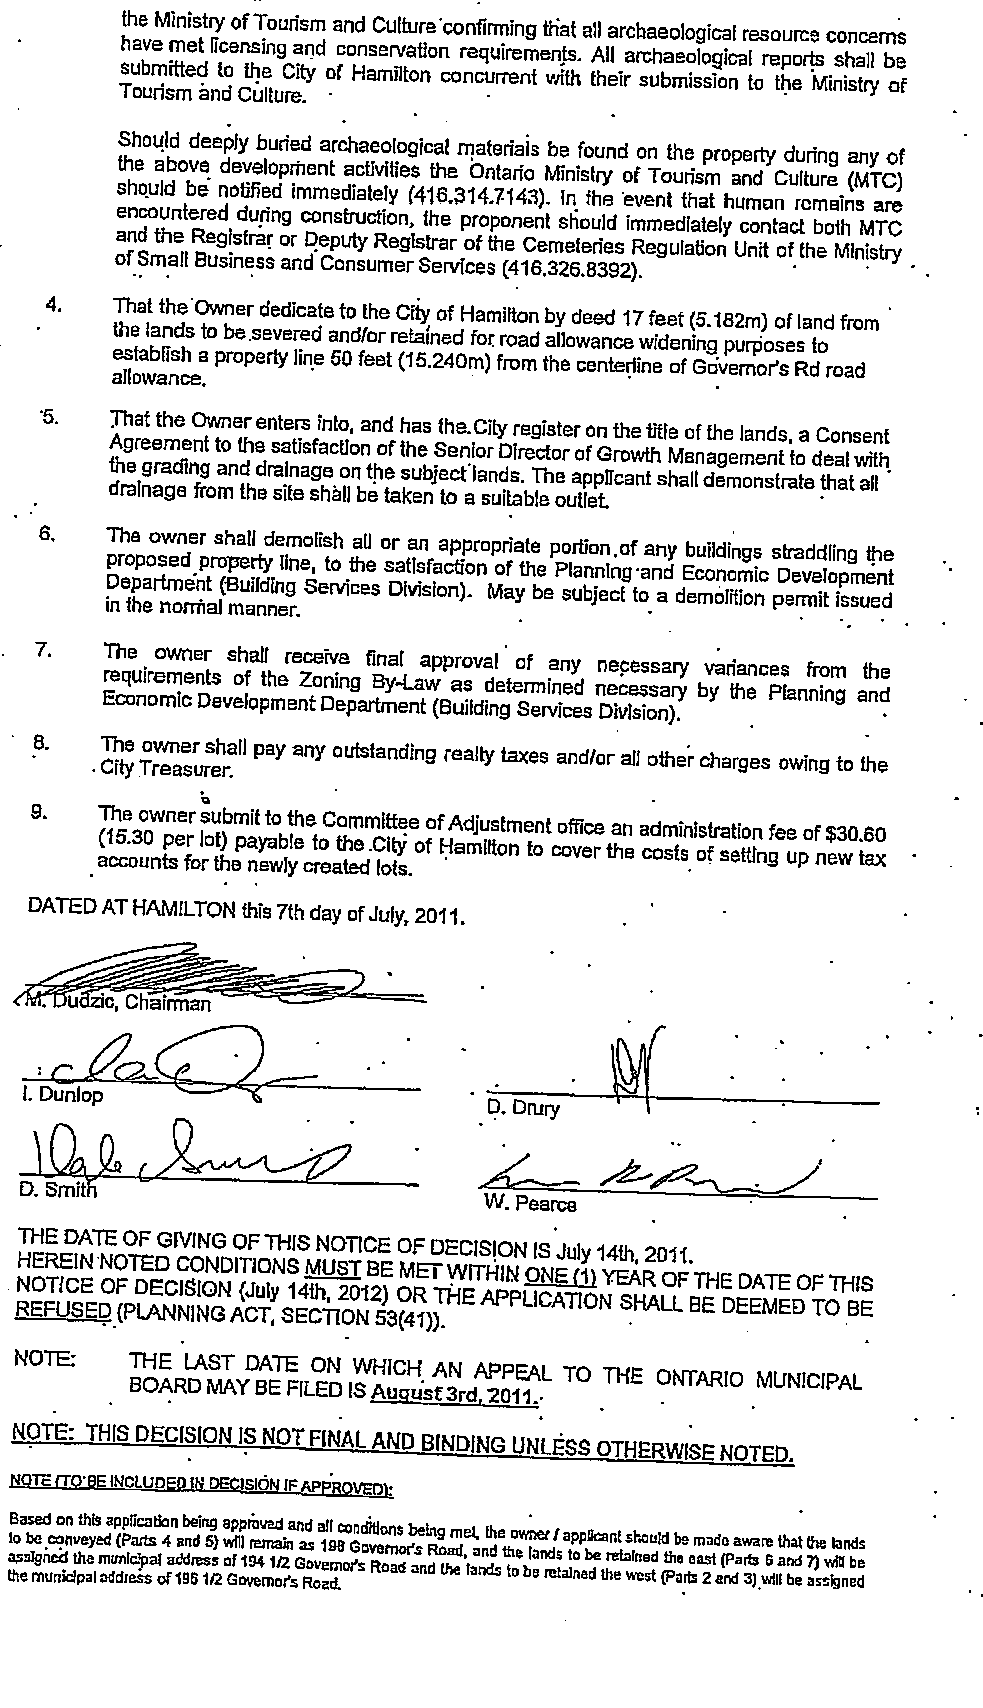 the Ministry of Tourism and Culture confirming that all archaeological resource concerns
have met licensing and conservation requirements. All archaeological reports shall be
submitted to the City of Hamilton concurrent with their submission to the Ministry of
Tourism and Culture.
Should deeply buried archaeological materials be found on the property during any of
the above development activities the Ontario Ministry of Tourism and Culture (MTC)
should be notified immediately (416.314.7143). In the event that human remains are
encountered during construction, the proponent should immediately contact both MTC
and the Registrar or Deputy Registrar of the Cemeteries Regulation Unit of the Ministry
of Small Business and Consumer Services (416.326.8392).
4. That the Owner dedicate to the City of Hamilton by deed 17 feet (5.182m) of land from
the lands to be severed and/or retained for road allowance widening purposes to
establish a property line 50 feet (15.240m) from the centerline of Governor's Rd road
allowance.
5. That the Owner enters into, and has the City register on the title of the lands, a Consent
Agreement to the satisfaction of the Senior Director of Growth Management to deal with
the grading and drainage on the subject lands. The applicant shall demonstrate that all
drainage from the site shall be taken to a suitable outlet.
6. The owner shall demolish all or an appropriate portion of any buildings straddling the
proposed property line, to the satisfaction of the Planning and Economic Development
Department (Building Services Division). May be subject to a demolition permit issued
in the normal manner.
7. The owner shall receive final approval of any necessary variances from the
requirements of the Zoning By-Law as determined necessary by the Planning and
Economic Development Department (Building Services Division).
8. The owner shall pay any outstanding realty taxes and/or all other charges owing to the
City Treasurer.
9. The owner submit to the Committee of Adjustment office an administration fee of $30.60
(15.30 per lot) payable to the City of Hamilton to cover the costs of setting up new tax
accounts for the newly created lots.
DATED AT HAMILTON this 7th day of July, 2011.
M. Dudzic, Chairman
I. Dunlop
D. Drury
Dale Smith
D. Smith
W. Pearce
THE DATE OF GIVING OF THIS NOTICE OF DECISION IS July 14th, 2011.
HEREIN NOTED CONDITIONS MUST BE MET WITHIN ONE (1) YEAR OF THE DATE OF THIS
NOTICE OF DECISION (July 14th, 2012) OR THE APPLICATION SHALL BE DEEMED TO BE
REFUSED (PLANNING ACT, SECTION 53(41)).
NOTE: THE LAST DATE ON WHICH AN APPEAL TO THE ONTARIO MUNICIPAL
BOARD MAY BE FILED IS August 3rd, 2011.
NOTE: THIS DECISION IS NOT FINAL AND BINDING UNLESS OTHERWISE NOTED.
NOTE (TO BE INCLUDED IN DECISION IF APPROVED):
Based on this application being approved and all conditions being met, the owner / applicant should be made aware that the lands
to be conveyed (Parts 4 and 5) will remain as 198 Governor's Road, and the lands to be retained the east (Parts 6 and 7) will be
assigned the municipal address of 194 1/2 Governor's Road and the lands to be retained the west (Parts 2 and 3) will be assigned
the municipal address of 196 1/2 Governor's Road.